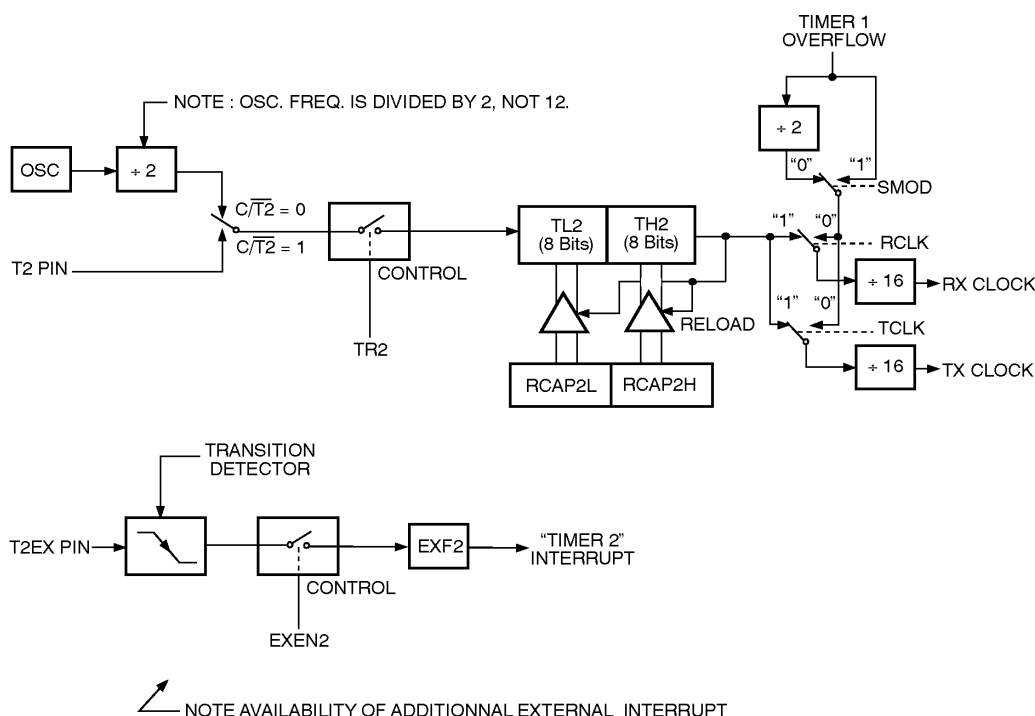 TIMER 1
OVERFLOW
NOTE : OSC. FREQ. IS DIVIDED BY 2, NOT 12.
÷ 2
"0" "1"
SMOD
OSC
÷ 2
C/T2 = 0
C/T2 = 1
T2 PIN
CONTROL
TR2
TL2
(8 Bits)
TH2
(8 Bits)
RELOAD
RCAP2L
RCAP2H
"1" "0"
RCLK
÷ 16
RX CLOCK
"1" "0"
TCLK
÷ 16
TX CLOCK
TRANSITION
DETECTOR
T2EX PIN
CONTROL
EXEN2
EXF2
"TIMER 2"
INTERRUPT
NOTE AVAILABILITY OF ADDITIONNAL EXTERNAL INTERRUPT